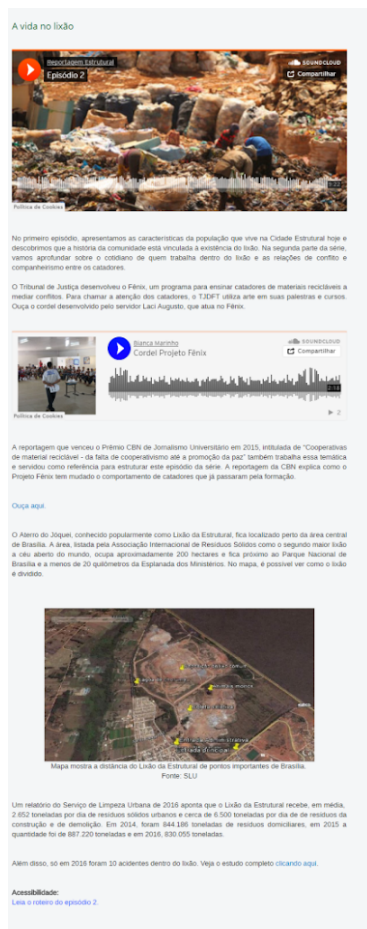 A vida no lixão
Reportagem Estrutural
Episódio 2
SOUNDCLOUD
Compartilhar
Política de Cookies
No primeiro episódio, apresentamos as características da população que vive na Cidade Estrutural hoje e
descobrimos que a história da comunidade está vinculada à existência do lixão. Na segunda parte da série,
vamos aprofundar sobre o cotidiano de quem trabalha dentro do lixão e as relações de conflito e
companheirismo entre os catadores.
O Tribunal de Justiça desenvolveu o Fênix, um programa para ensinar catadores de materiais recicláveis a
mediar conflitos. Para chamar a atenção dos catadores, o TJDFT utiliza arte em suas palestras e cursos.
Ouça o cordel desenvolvido pelo servidor Laci Augusto, que atua no Fênix.
Bianca Marinho
Cordel Projeto Fênix
SOUNDCLOUD
Compartilhar
Política de Cookies
2
A reportagem que venceu o Prêmio CBN de Jornalismo Universitário em 2015, intitulada de "Cooperativas
de material reciclável - da falta de cooperativismo até a promoção da paz" também trabalha essa temática
e servidou como referência para estruturar este episódio da série. A reportagem da CBN explica como o
Projeto Fênix tem mudado o comportamento de catadores que já passaram pela formação.
Ouça aqui.
O Aterro do Jóquei, conhecido popularmente como Lixão da Estrutural, fica localizado perto da área central
de Brasília. A área, listada pela Associação Internacional de Resíduos Sólidos como o segundo maior lixão
a céu aberto do mundo, ocupa aproximadamente 200 hectares e fica próximo ao Parque Nacional de
Brasília e a menos de 20 quilômetros da Esplanada dos Ministérios. No mapa, é possível ver como o lixão
é dividido.
Mapa mostra a distância do Lixão da Estrutural de pontos importantes de Brasília.
Fonte: SLU
Um relatório do Serviço de Limpeza Urbana de 2016 aponta que o Lixão da Estrutural recebe, em média,
2.652 toneladas por dia de resíduos sólidos urbanos e cerca de 6.500 toneladas por dia de de resíduos da
construção e de demolição. Em 2014, foram 844.186 toneladas de resíduos domiciliares, em 2015 a
quantidade foi de 887.220 toneladas e em 2016, 830.055 toneladas.
Além disso, só em 2016 foram 10 acidentes dentro do lixão. Veja o estudo completo clicando aqui.
Acessibilidade:
Leia o roteiro do episódio 2.